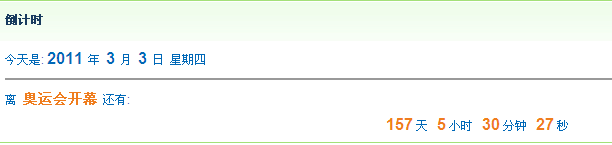 倒计时
今天是: 2011 年 3 月 3 日 星期四
离 奥运会开幕 还有:
157 天 5 小时 30 分钟 27 秒